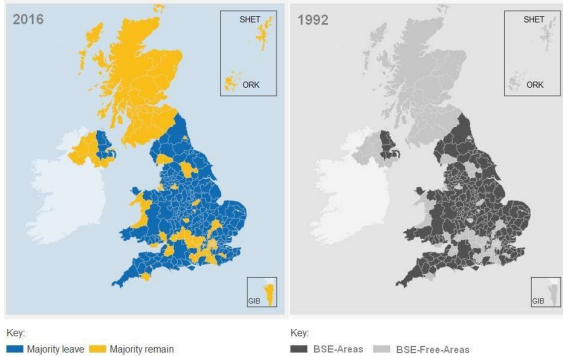 2016
SHET
ORK
GIB
Key:
Majority leave Majority remain
1992
SHET
ORK
GIB
Key:
BSE-Areas BSE-Free-Areas